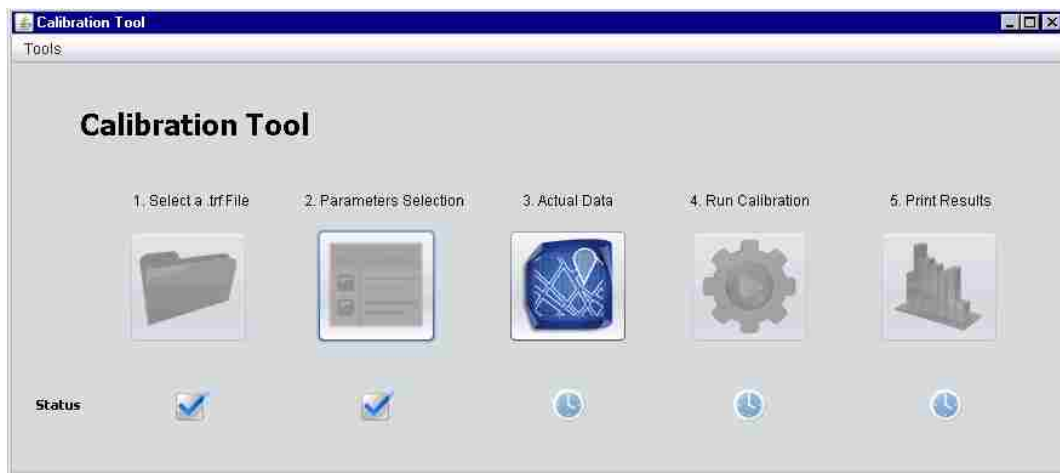 Calibration Tool
Tools
Calibration Tool
1. Select a .trf File
2. Parameters Selection
3. Actual Data
4. Run Calibration
5. Print Results
Status